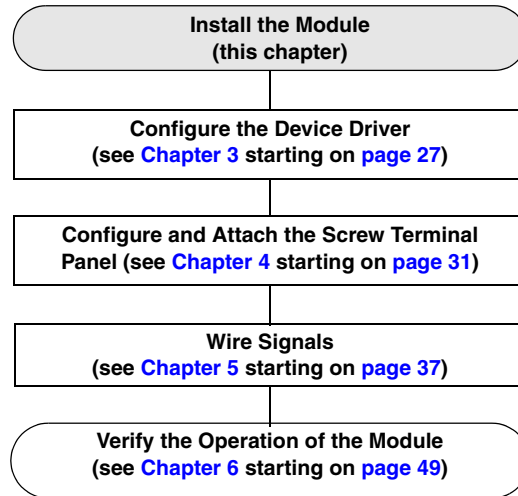 Install the Module
(this chapter)
Configure the Device Driver
(see Chapter 3 starting on page 27)
Configure and Attach the Screw Terminal
Panel (see Chapter 4 starting on page 31)
Wire Signals
(see Chapter 5 starting on page 37)
Verify the Operation of the Module
(see Chapter 6 starting on page 49)